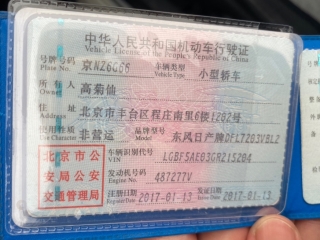 中华人民共和国机动车行驶证
Vehicle License of the People's Republic of China
号牌号码 京NZ6G66 车辆类别 小型轿车
Plate No. Vehicle Type
所有人 高菊仙
Owner
住址 北京市丰台区程庄南里6楼1202号
Address
使用性质 非营运 品牌型号 东风日产牌DFL7203VBL2
Use Character Model
北京市公安局公安交通管理局
车辆识别代号 LGBF5AE03GR215264
VIN
发动机号码 487277V
Engine No.
注册日期 2017-01-13 发证日期 2017-01-13
Register Date Issue Date